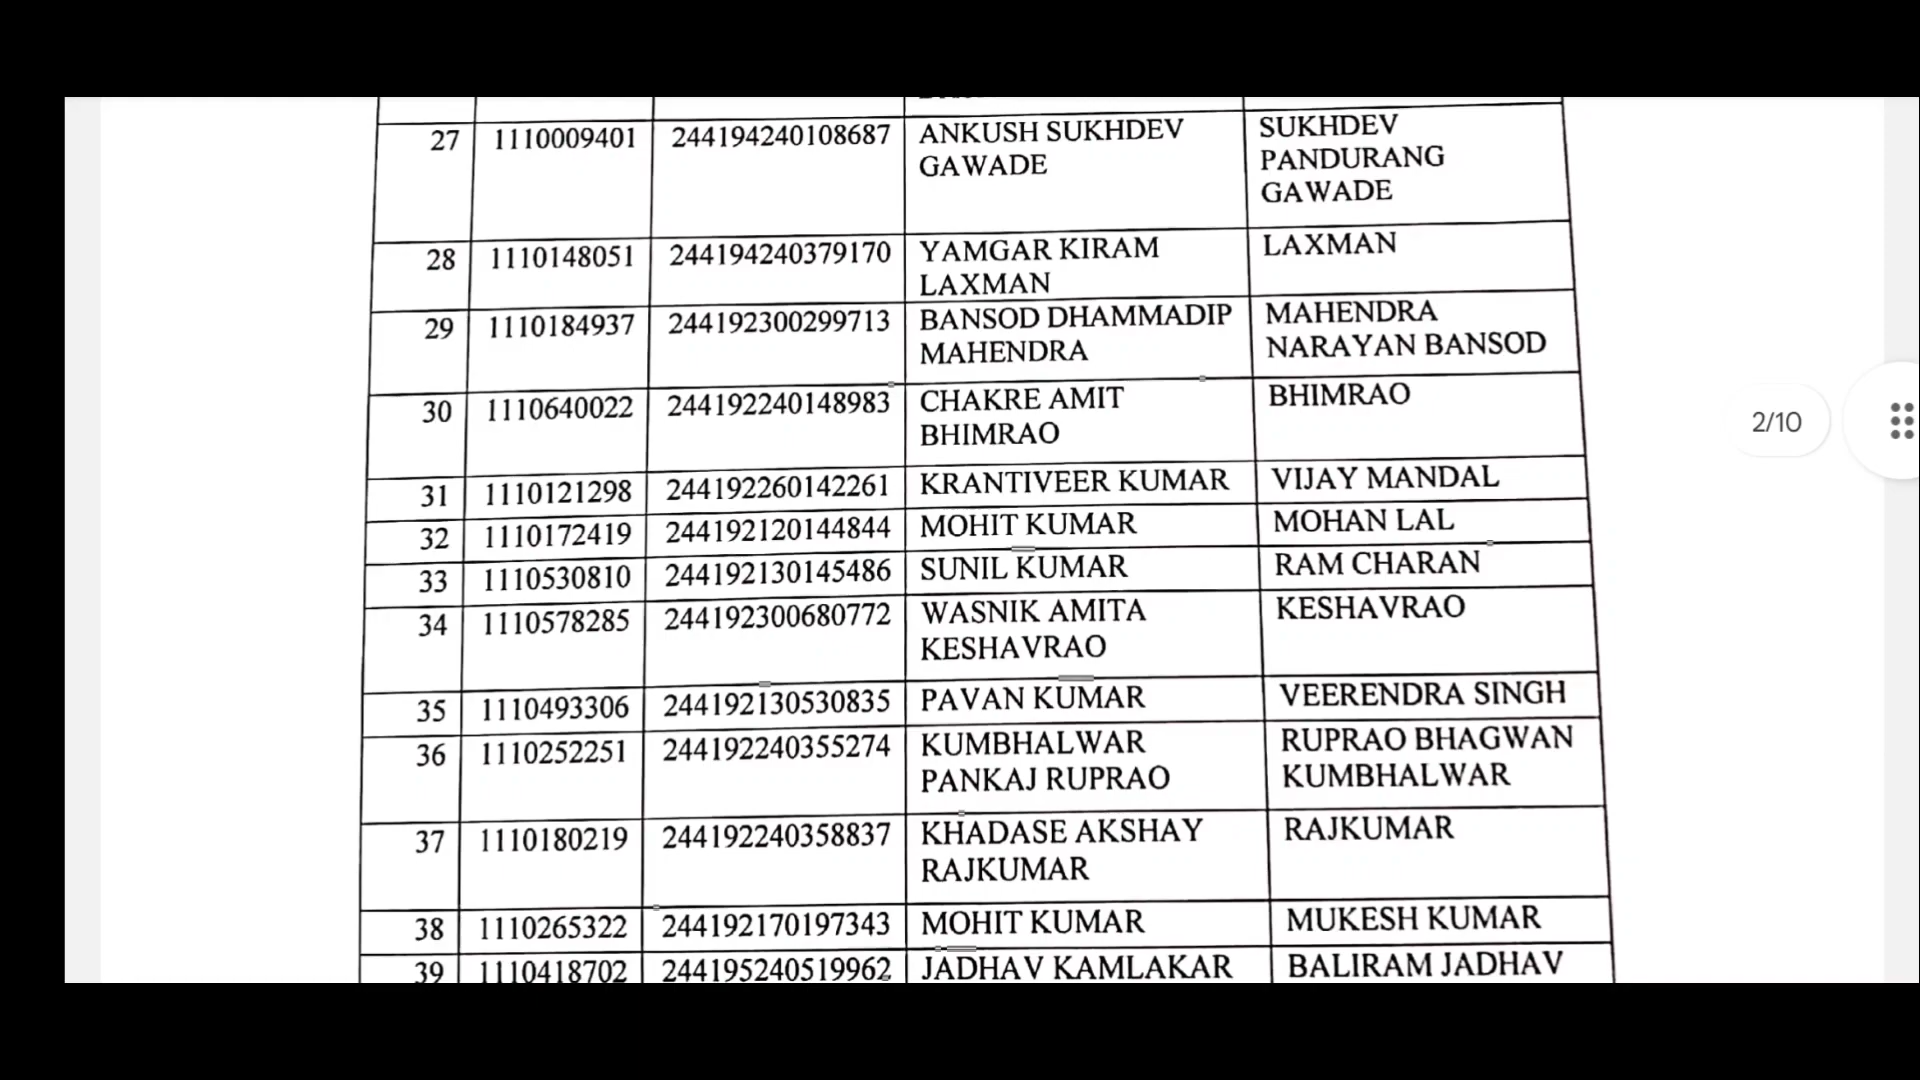 27 1110009401 244194240108687 ANKUSH SUKHDEV GAWADE SUKHDEV PANDURANG GAWADE
28 1110148051 244194240379170 YAMGAR KIRAM LAXMAN LAXMAN
29 1110184937 244192300299713 BANSOD DHAMMADIP MAHENDRA MAHENDRA NARAYAN BANSOD
30 1110640022 244192240148983 CHAKRE AMIT BHIMRAO BHIMRAO
31 1110121298 244192260142261 KRANTIVEER KUMAR VIJAY MANDAL
32 1110172419 244192120144844 MOHIT KUMAR MOHAN LAL
33 1110530810 244192130145486 SUNIL KUMAR RAM CHARAN
34 1110578285 244192300680772 WASNIK AMITA KESHAVRAO KESHAVRAO
35 1110493306 244192130530835 PAVAN KUMAR VEERENDRA SINGH
36 1110252251 244192240355274 KUMBHALWAR PANKAJ RUPRAO RUPRAO BHAGWAN KUMBHALWAR
37 1110180219 244192240358837 KHADASE AKSHAY RAJKUMAR RAJKUMAR
38 1110265322 244192170197343 MOHIT KUMAR MUKESH KUMAR
39 1110418702 244195240519962 JADHAV KAMLAKAR BALIRAM JADHAV
2/10